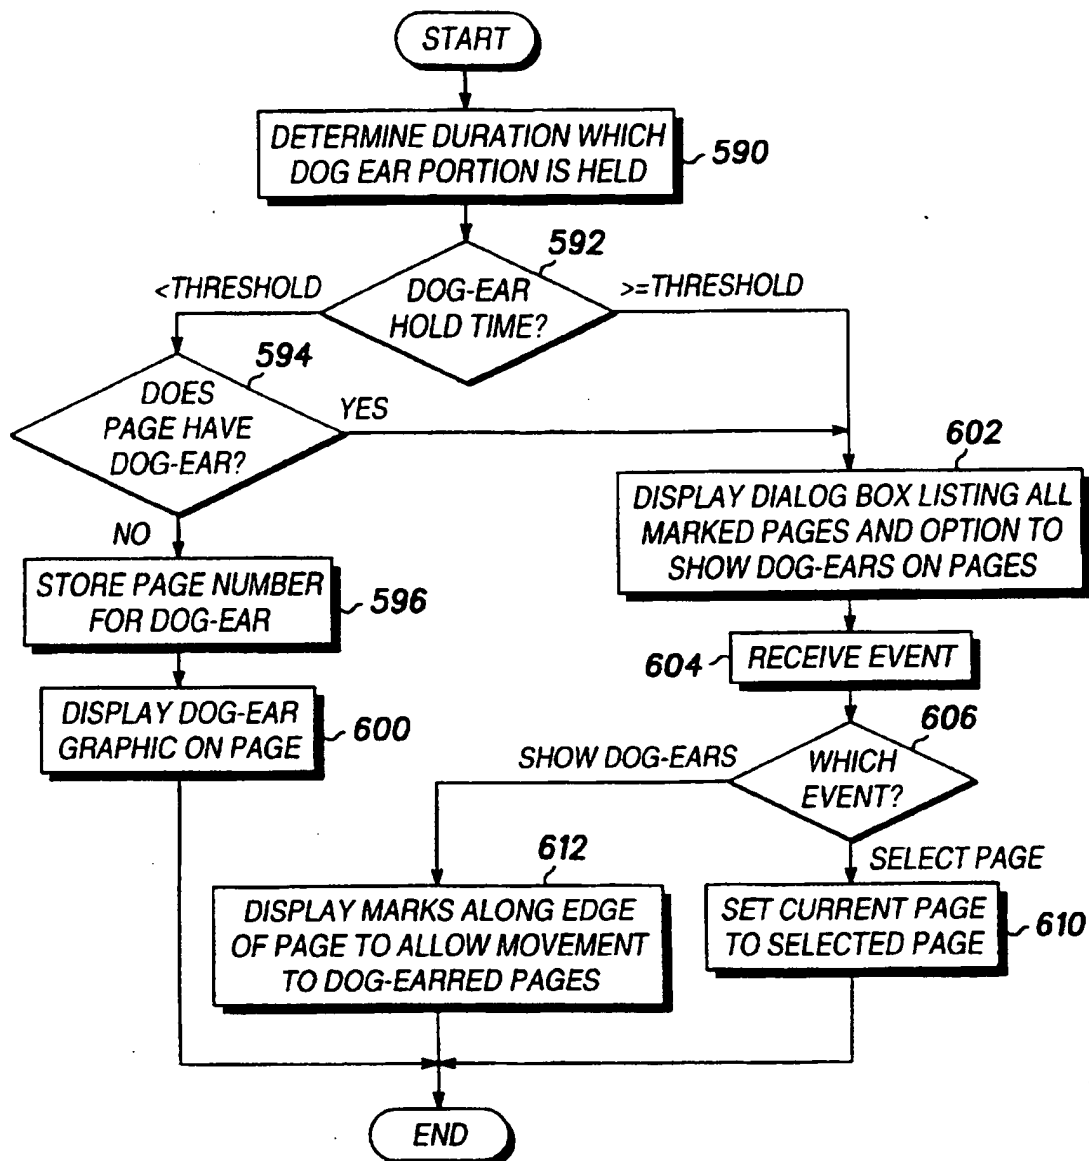 START
DETERMINE DURATION WHICH
DOG EAR PORTION IS HELD
590
592
<THRESHOLD
DOG-EAR
HOLD TIME?
>=THRESHOLD
594
DOES
PAGE HAVE
DOG-EAR?
YES
NO
602
DISPLAY DIALOG BOX LISTING ALL
MARKED PAGES AND OPTION TO
SHOW DOG-EARS ON PAGES
STORE PAGE NUMBER
FOR DOG-EAR
596
604
RECEIVE EVENT
DISPLAY DOG-EAR
GRAPHIC ON PAGE
600
606
SHOW DOG-EARS
WHICH
EVENT?
SELECT PAGE
612
DISPLAY MARKS ALONG EDGE
OF PAGE TO ALLOW MOVEMENT
TO DOG-EARRED PAGES
SET CURRENT PAGE
TO SELECTED PAGE
610
END